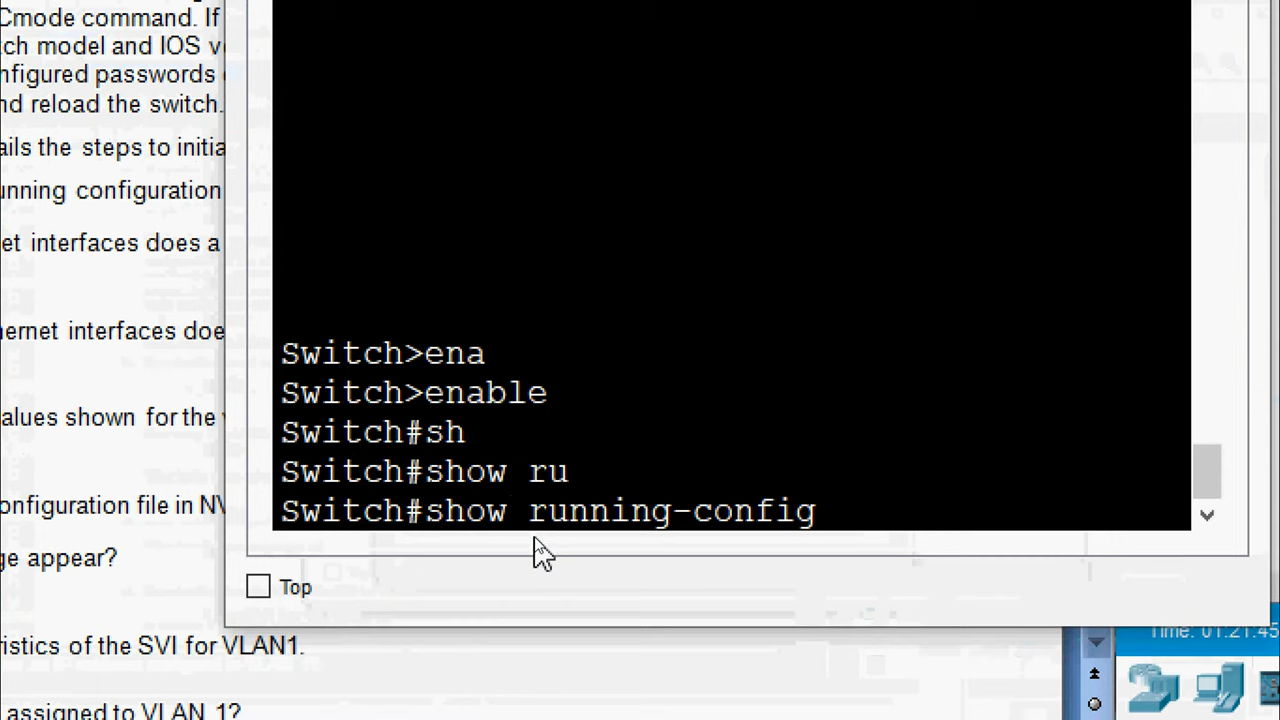 Cmode command. If
tch model and IOS ve
nfigured passwords
nd reload the switch.
ails the steps to initia
unning configuration
et interfaces does a
ernet interfaces doe
alues shown for the
onfiguration file in NV
ge appear?
ristics of the SVI for VLAN1.
assigned to VLAN 1?
Switch>ena
Switch>enable
Switch#sh
Switch#show ru
Switch#show running-config
Top
Time: 01:21:45